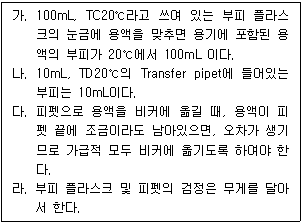 가. 100mL, TC20℃라고 쓰여 있는 부피 플라스
크의 눈금에 용액을 맞추면 용기에 포함된 용
액의 부피가 20℃에서 100mL 이다.
나. 10mL, TD20℃의 Transfer pipet에 들어있는
부피는 10mL이다.
다. 피펫으로 용액을 비커에 옮길 때, 용액이 피
펫 끝에 조금이라도 남아있으면, 오차가 생기
므로 가급적 모두 비커에 옮기도록 하여야 한
다.
라. 부피 플라스크 및 피펫의 검정은 무게를 달아
서 한다.